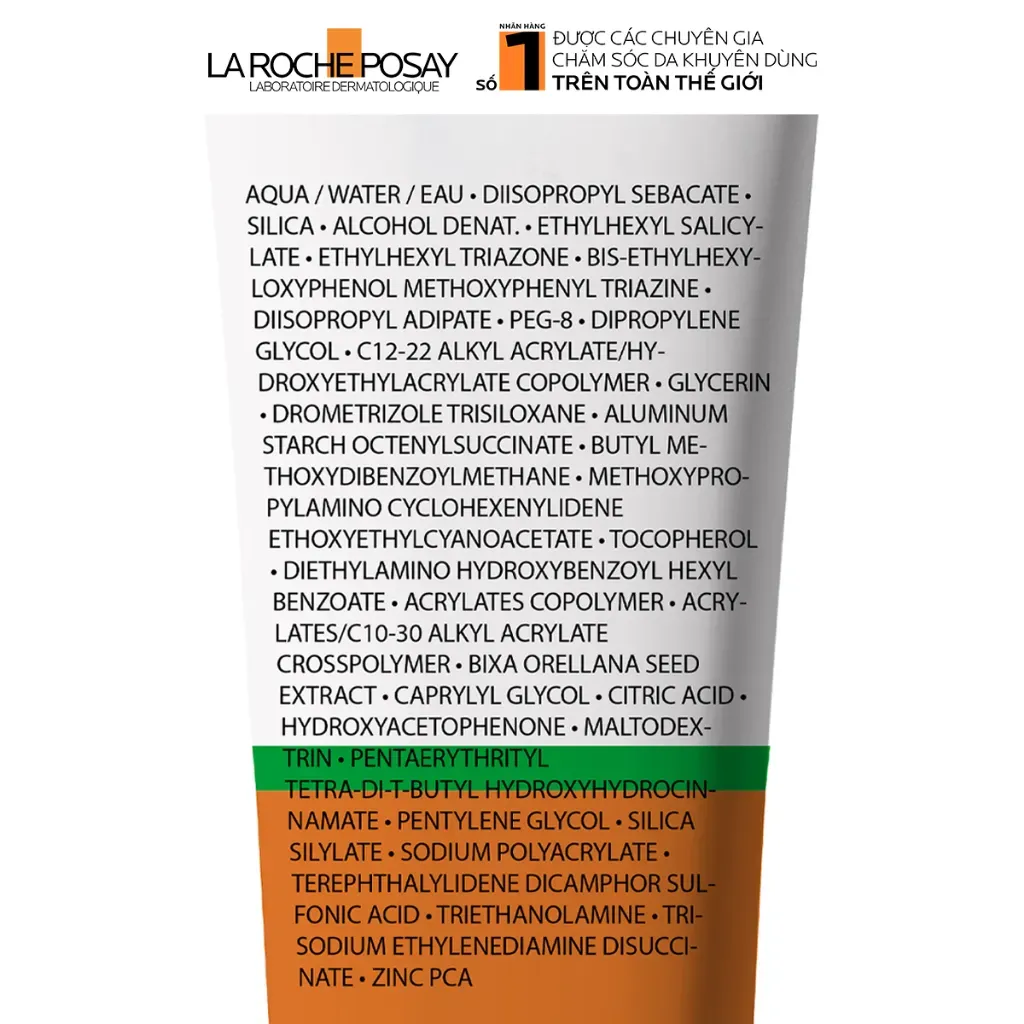 LA ROCHE POSAY
LABORATOIRE DERMATOLOGIQUE
NHÃN HÀNG
SỐ 1
ĐƯỢC CÁC CHUYÊN GIA
CHĂM SÓC DA KHUYÊN DÙNG
TRÊN TOÀN THẾ GIỚI
AQUA / WATER / EAU • DIISOPROPYL SEBACATE •
SILICA • ALCOHOL DENAT. • ETHYLHEXYL SALICY-
LATE • ETHYLHEXYL TRIAZONE • BIS-ETHYLHEXY-
LOXYPHENOL METHOXYPHENYL TRIAZINE •
DIISOPROPYL ADIPATE • PEG-8 • DIPROPYLENE
GLYCOL • C12-22 ALKYL ACRYLATE/HY-
DROXYETHYLACRYLATE COPOLYMER • GLYCERIN
• DROMETRIZOLE TRISILOXANE • ALUMINUM
STARCH OCTENYLSUCCINATE • BUTYL ME-
THOXYDIBENZOYLMETHANE • METHOXYPRO-
PYLAMINO CYCLOHEXENYLIDENE
ETHOXYETHYLCYANOACETATE • TOCOPHEROL
• DIETHYLAMINO HYDROXYBENZOYL HEXYL
BENZOATE • ACRYLATES COPOLYMER • ACRY-
LATES/C10-30 ALKYL ACRYLATE
CROSSPOLYMER • BIXA ORELLANA SEED
EXTRACT • CAPRYLYL GLYCOL • CITRIC ACID •
HYDROXYACETOPHENONE • MALTODEX-
TRIN • PENTAERYTHRITYL
TETRA-DI-T-BUTYL HYDROXYHYDROCIN-
NAMATE • PENTYLENE GLYCOL • SILICA
SILYLATE • SODIUM POLYACRYLATE •
TEREPHTHALYLIDENE DICAMPHOR SUL-
FONIC ACID • TRIETHANOLAMINE • TRI-
SODIUM ETHYLENEDIAMINE DISUCCI-
NATE • ZINC PCA